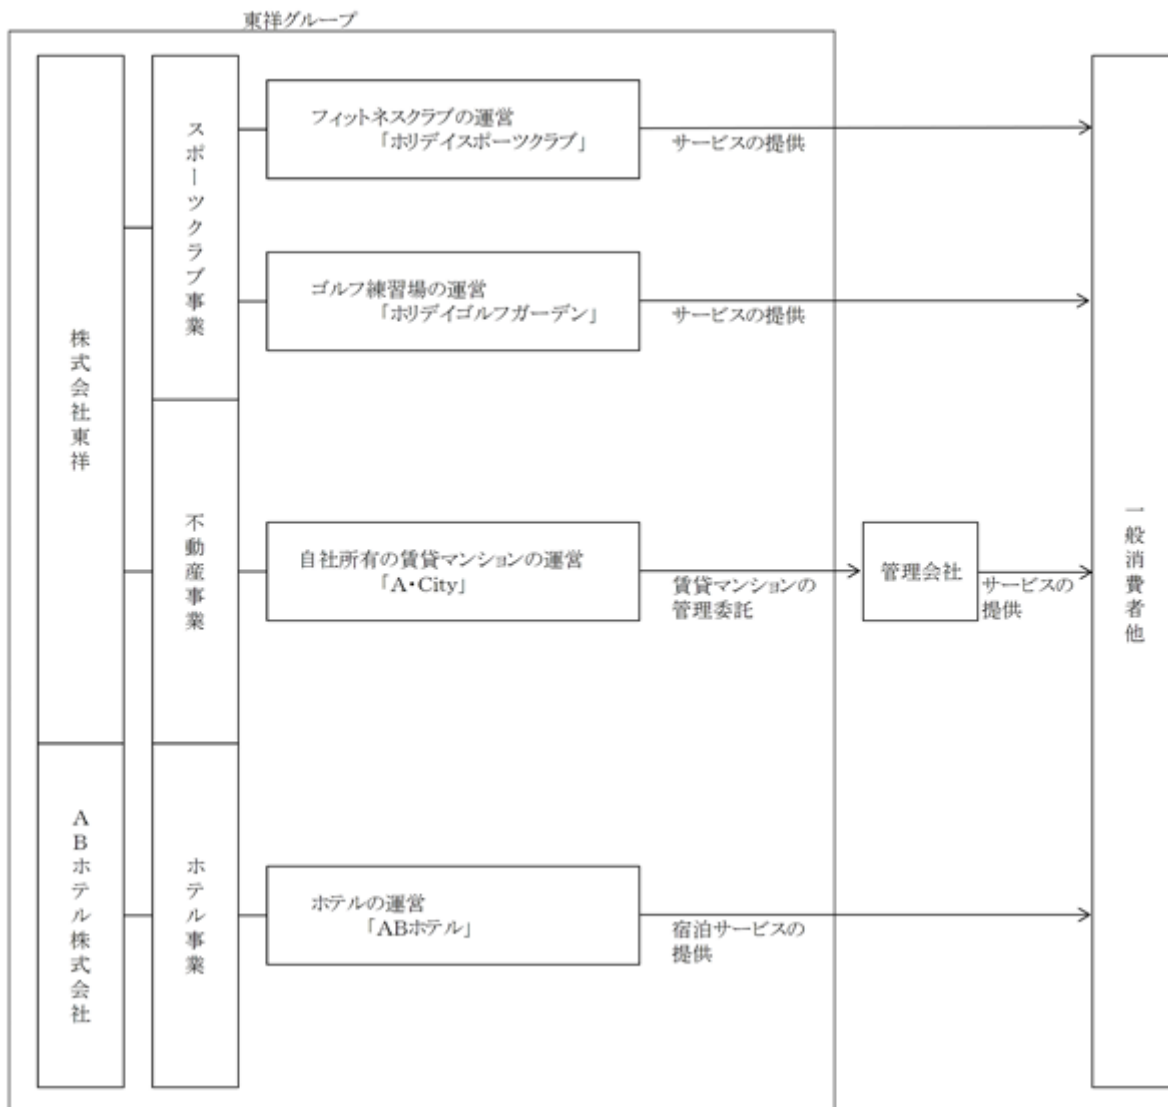 東祥グループ
株式会社東祥
スポーツクラブ事業
フィットネスクラブの運営
「ホリデイスポーツクラブ」
サービスの提供
ゴルフ練習場の運営
「ホリデイゴルフガーデン」
サービスの提供
不動産事業
自社所有の賃貸マンションの運営
「A・City」
賃貸マンションの
管理委託
管理会社
サービスの
提供
一般消費者他
ABホテル株式会社
ホテル事業
ホテルの運営
「ABホテル」
宿泊サービスの
提供